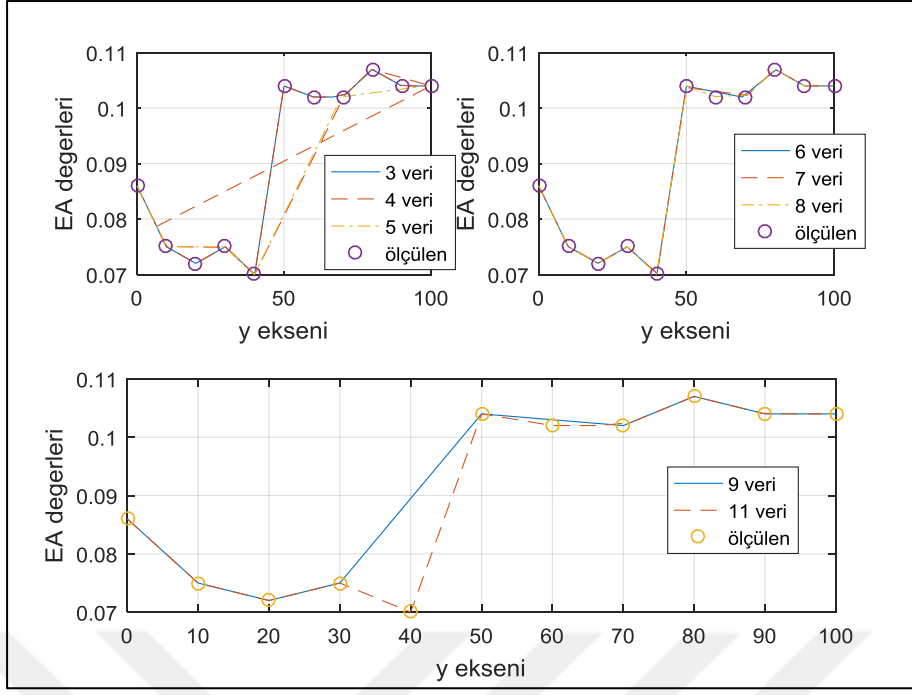 0.11
0.1
0.09
0.08
0.07
EA degerleri
0
50
100
y ekseni
3 veri
4 veri
5 veri
ölçülen
0.11
0.1
0.09
0.08
0.07
EA degerleri
0
50
100
y ekseni
6 veri
7 veri
8 veri
ölçülen
0.11
0.1
0.09
0.08
0.07
EA degerleri
0 10 20 30 40 50 60 70 80 90 100
y ekseni
9 veri
11 veri
ölçülen